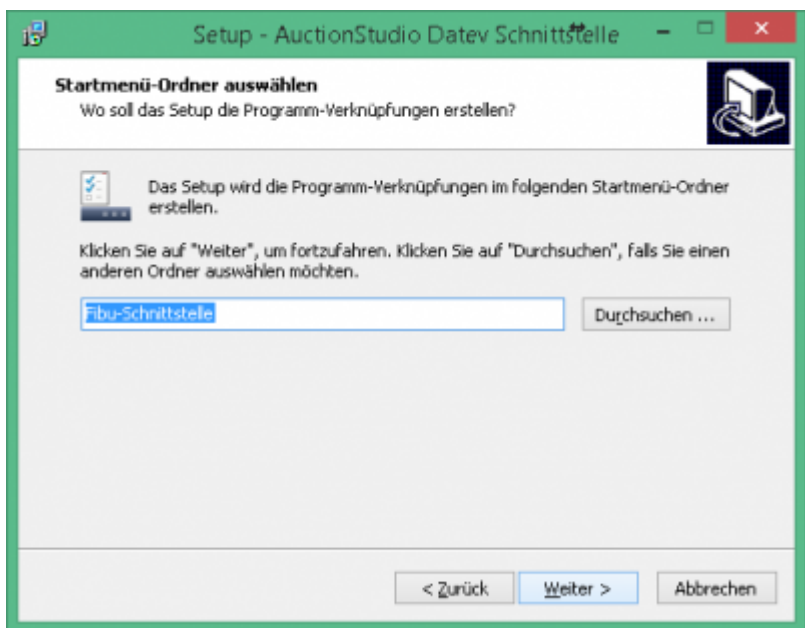 Setup - AuctionStudio Datev Schnittstelle
Startmenü-Ordner auswählen
Wo soll das Setup die Programm-Verknüpfungen erstellen?
Das Setup wird die Programm-Verknüpfungen im folgenden Startmenü-Ordner
erstellen.
Klicken Sie auf "Weiter", um fortzufahren. Klicken Sie auf "Durchsuchen", falls Sie einen
anderen Ordner auswählen möchten.
Fibu-Schnittstelle
Durchsuchen ...
< Zurück
Weiter >
Abbrechen